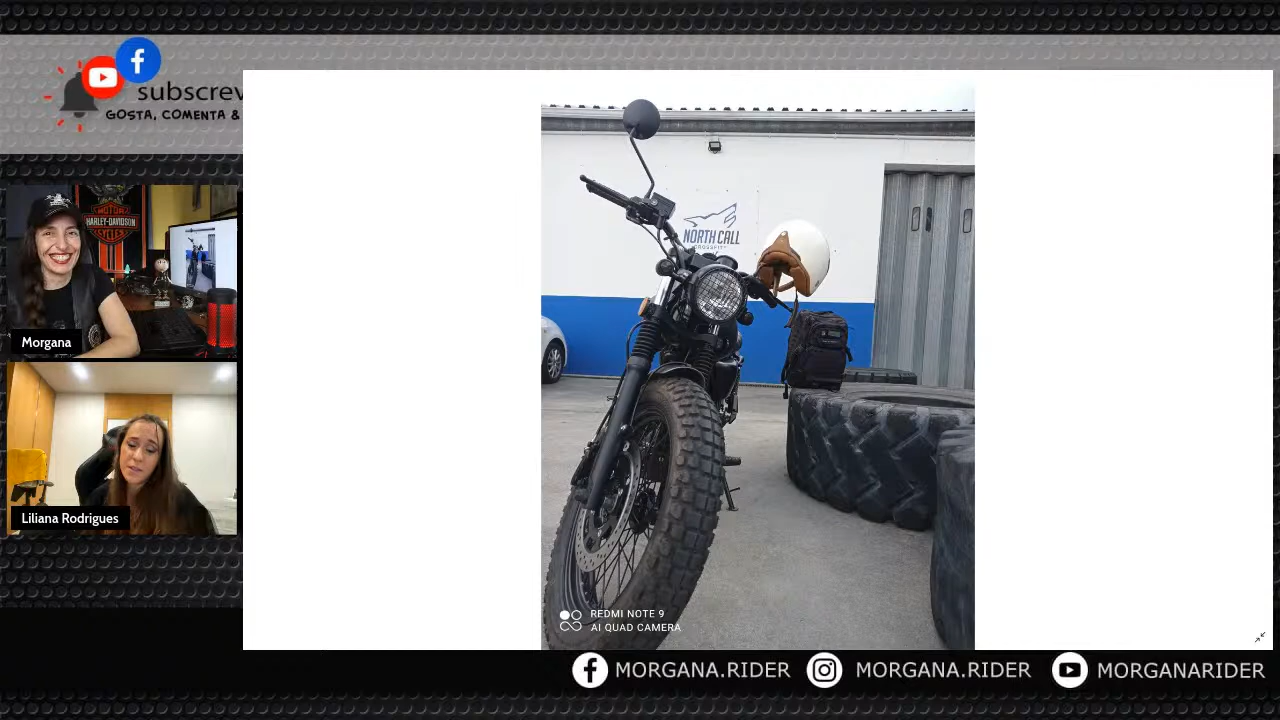 subscrev
GOSTA, COMENTA &
MOTOR
HARLEY-DAVIDSON
CYCLES
Morgana
Liliana Rodrigues
NORTH CALL
CROSSFIT
REDMI NOTE 9
AI QUAD CAMERA
MORGANA.RIDER
MORGANA.RIDER
MORGANARIDER